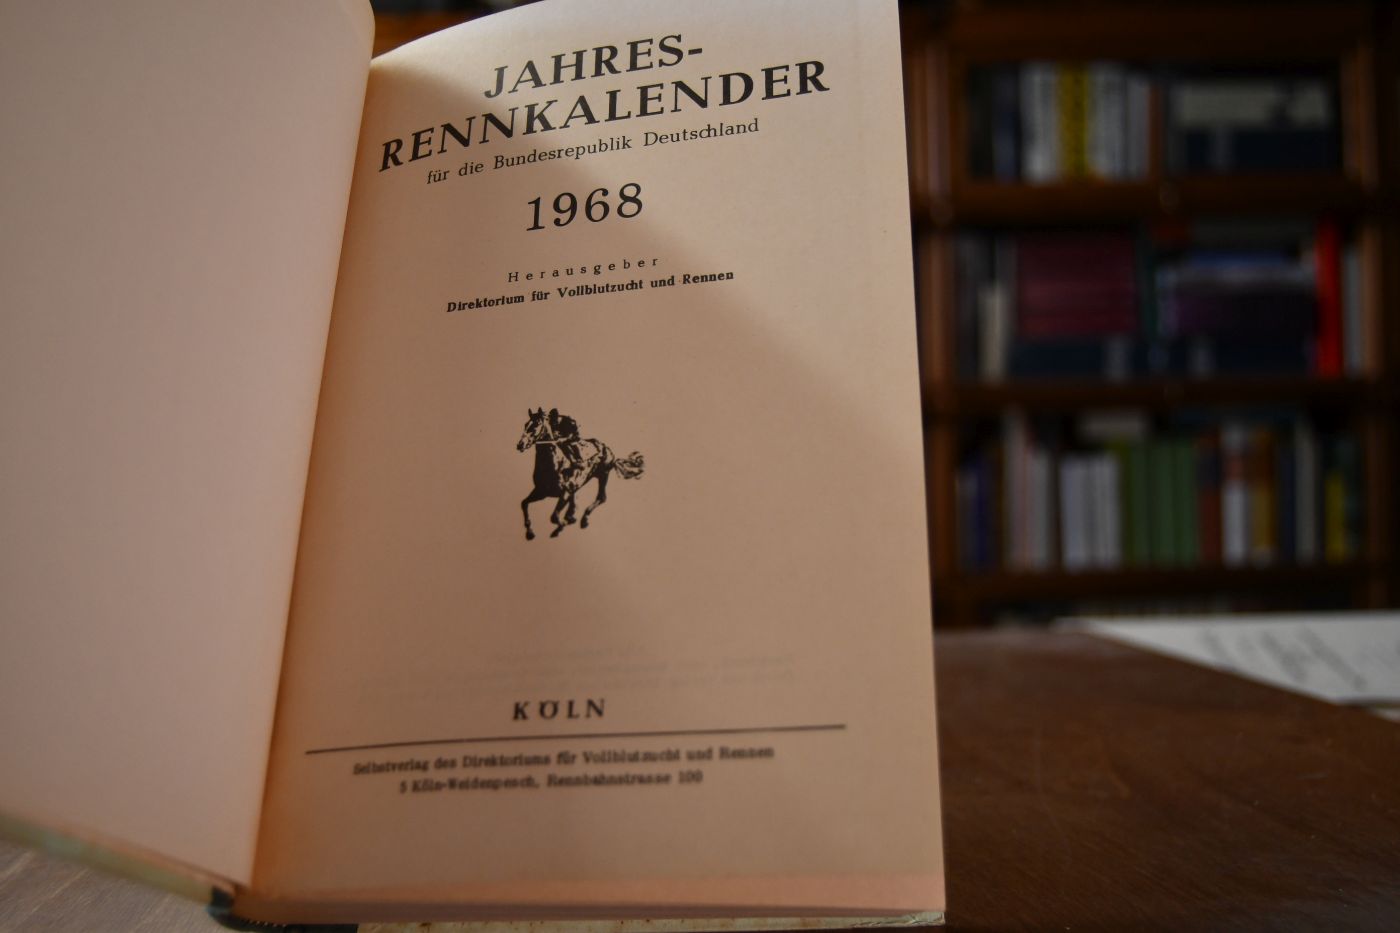 JAHRES-
RENNKALENDER
für die Bundesrepublik Deutschland
1968
Herausgeber
Direktorium für Vollblutzucht und Rennen
KÖLN
Selbstverlag des Direktoriums für Vollblutzucht und Rennen
5 Köln-Weidenpesch, Rennbahnstrasse 100